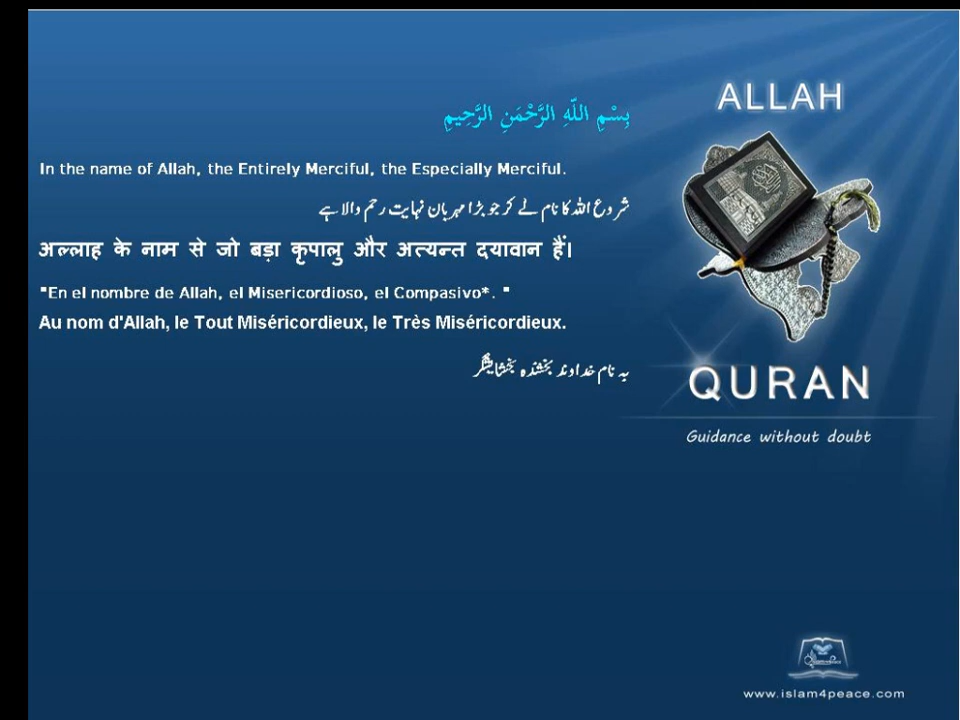 بِسْمِ اللّهِ الرَّحْمَنِ الرَّحِيمِ
In the name of Allah, the Entirely Merciful, the Especially Merciful.
شروع الله کا نام لے کر جو بڑا مہربان نہایت رحم والا ہے
अल्लाह के नाम से जो बड़ा कृपालु और अत्यन्त दयावान हैं।
"En el nombre de Allah, el Misericordioso, el Compasivo*. "
Au nom d'Allah, le Tout Miséricordieux, le Très Miséricordieux.
به نام خداوند بخشنده بخشایشگر
ALLAH
QURAN
Guidance without doubt
www.islam4peace.com